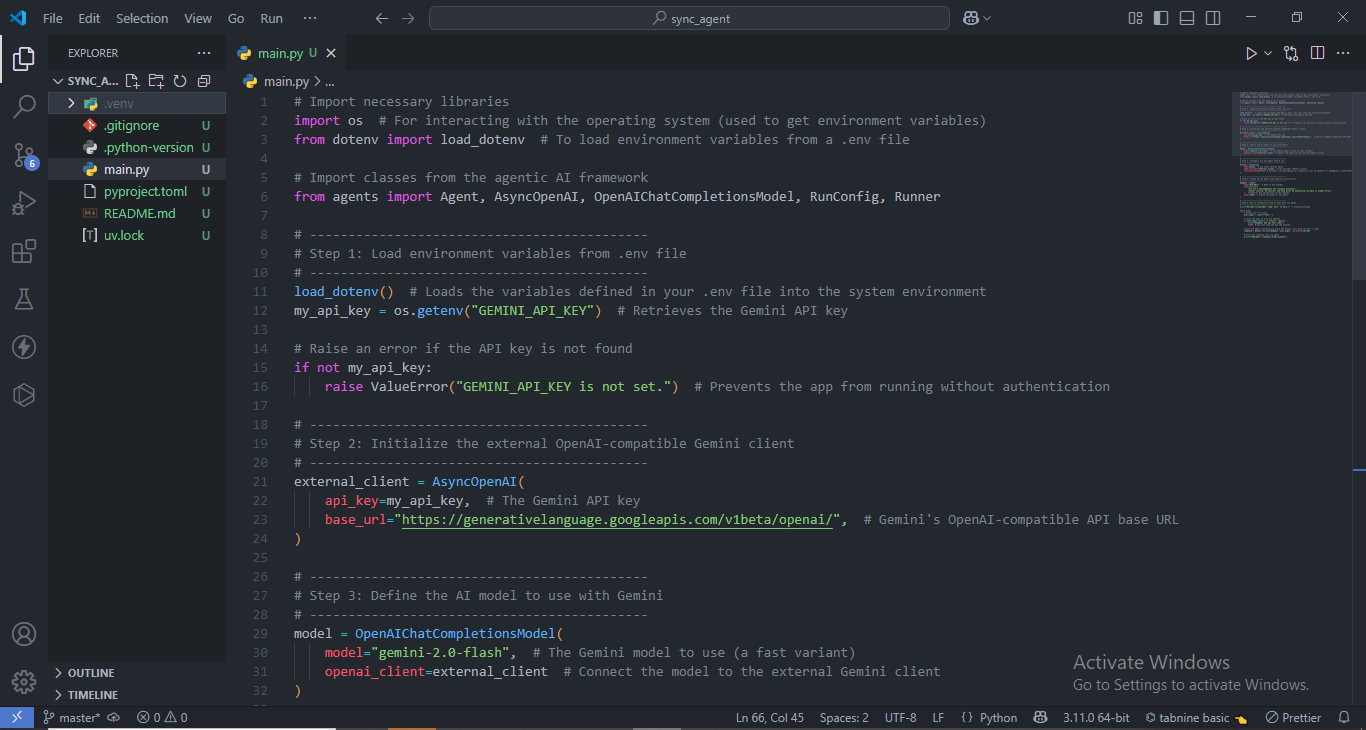 File Edit Selection View Go Run ... sync_agent
EXPLORER ...
SYNC_A...
.venv
.gitignore U
.python-version U
main.py U
pyproject.toml U
README.md U
uv.lock U
OUTLINE
TIMELINE
main.py U
main.py > ...
1 # Import necessary libraries
2 import os  # For interacting with the operating system (used to get environment variables)
3 from dotenv import load_dotenv  # To load environment variables from a .env file
4
5 # Import classes from the agentic AI framework
6 from agents import Agent, AsyncOpenAI, OpenAIChatCompletionsModel, RunConfig, Runner
7
8 # --------------------------------------------
9 # Step 1: Load environment variables from .env file
10 # --------------------------------------------
11 load_dotenv()  # Loads the variables defined in your .env file into the system environment
12 my_api_key = os.getenv("GEMINI_API_KEY")  # Retrieves the Gemini API key
13
14 # Raise an error if the API key is not found
15 if not my_api_key:
16     raise ValueError("GEMINI_API_KEY is not set.")  # Prevents the app from running without authentication
17
18 # --------------------------------------------
19 # Step 2: Initialize the external OpenAI-compatible Gemini client
20 # --------------------------------------------
21 external_client = AsyncOpenAI(
22     api_key=my_api_key,  # The Gemini API key
23     base_url="https://generativelanguage.googleapis.com/v1beta/openai/",  # Gemini's OpenAI-compatible API base URL
24 )
25
26 # --------------------------------------------
27 # Step 3: Define the AI model to use with Gemini
28 # --------------------------------------------
29 model = OpenAIChatCompletionsModel(
30     model="gemini-2.0-flash",  # The Gemini model to use (a fast variant)
31     openai_client=external_client  # Connect the model to the external Gemini client
32 )
6
Activate Windows
Go to Settings to activate Windows.
master* 0 0 Ln 66, Col 45 Spaces: 2 UTF-8 LF {} Python 3.11.0 64-bit tabnine basic Prettier